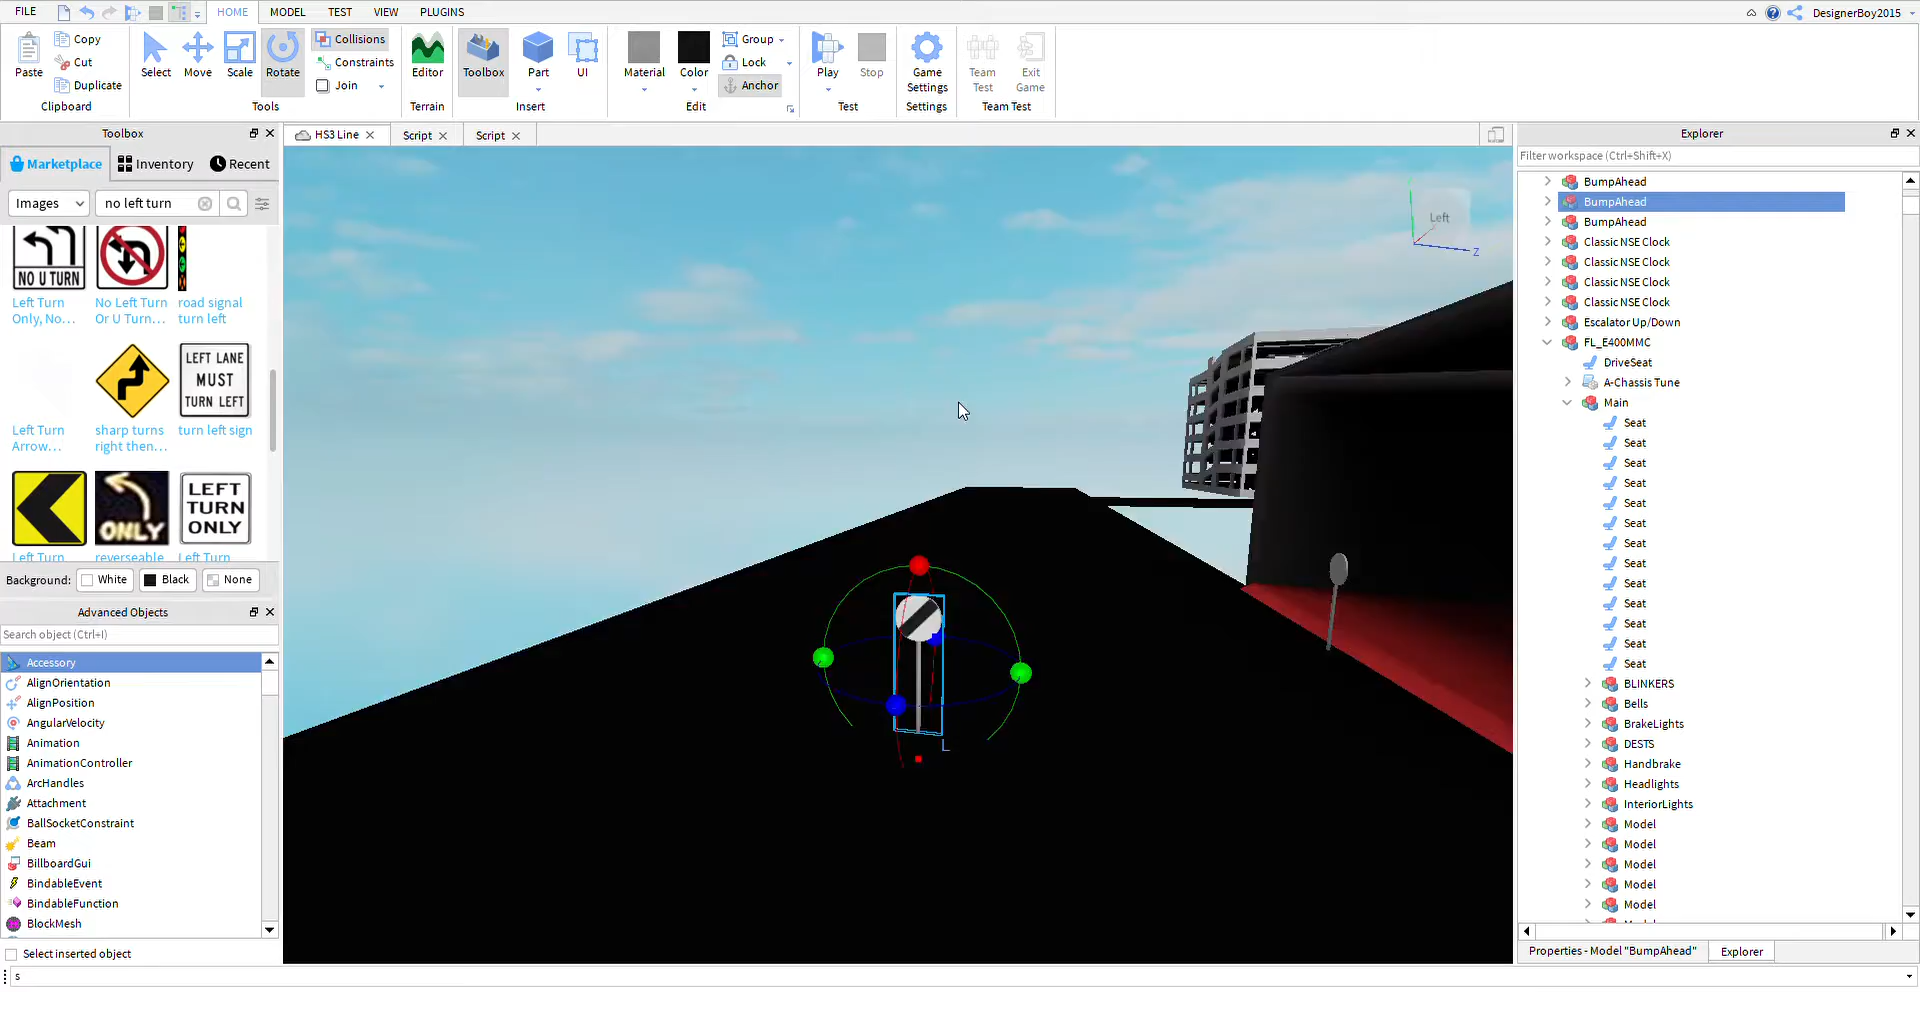 FILE HOME MODEL TEST VIEW PLUGINS DesignerBoy2015
Paste Copy Cut Duplicate Clipboard
Select Move Scale Rotate Collisions Constraints Join Tools
Editor Terrain
Toolbox Part UI Insert
Material Color Group Lock Anchor Edit
Play Stop Test
Game Settings Settings
Team Test Exit Game Team Test
Toolbox
Marketplace Inventory Recent
Images no left turn
NO U TURN
Left Turn No Left Turn road signal
Only, No... Or U Turn... turn left
LEFT LANE
MUST
TURN LEFT
Left Turn sharp turns turn left sign
Arrow... right then...
ONLY
LEFT
TURN
ONLY
Left Turn reverseable Left Turn
Background: White Black None
Advanced Objects
Search object (Ctrl+I)
Accessory
AlignOrientation
AlignPosition
AngularVelocity
Animation
AnimationController
ArcHandles
Attachment
BallSocketConstraint
Beam
BillboardGui
BindableEvent
BindableFunction
BlockMesh
Select inserted object
s
HS3 Line Script Script
Left
Z
L
Explorer
Filter workspace (Ctrl+Shift+X)
BumpAhead
BumpAhead
BumpAhead
Classic NSE Clock
Classic NSE Clock
Classic NSE Clock
Classic NSE Clock
Escalator Up/Down
FL_E400MMC
DriveSeat
A-Chassis Tune
Main
Seat
Seat
Seat
Seat
Seat
Seat
Seat
Seat
Seat
Seat
Seat
Seat
Seat
BLINKERS
Bells
BrakeLights
DESTS
Handbrake
Headlights
InteriorLights
Model
Model
Model
Model
Model
Properties - Model "BumpAhead" Explorer